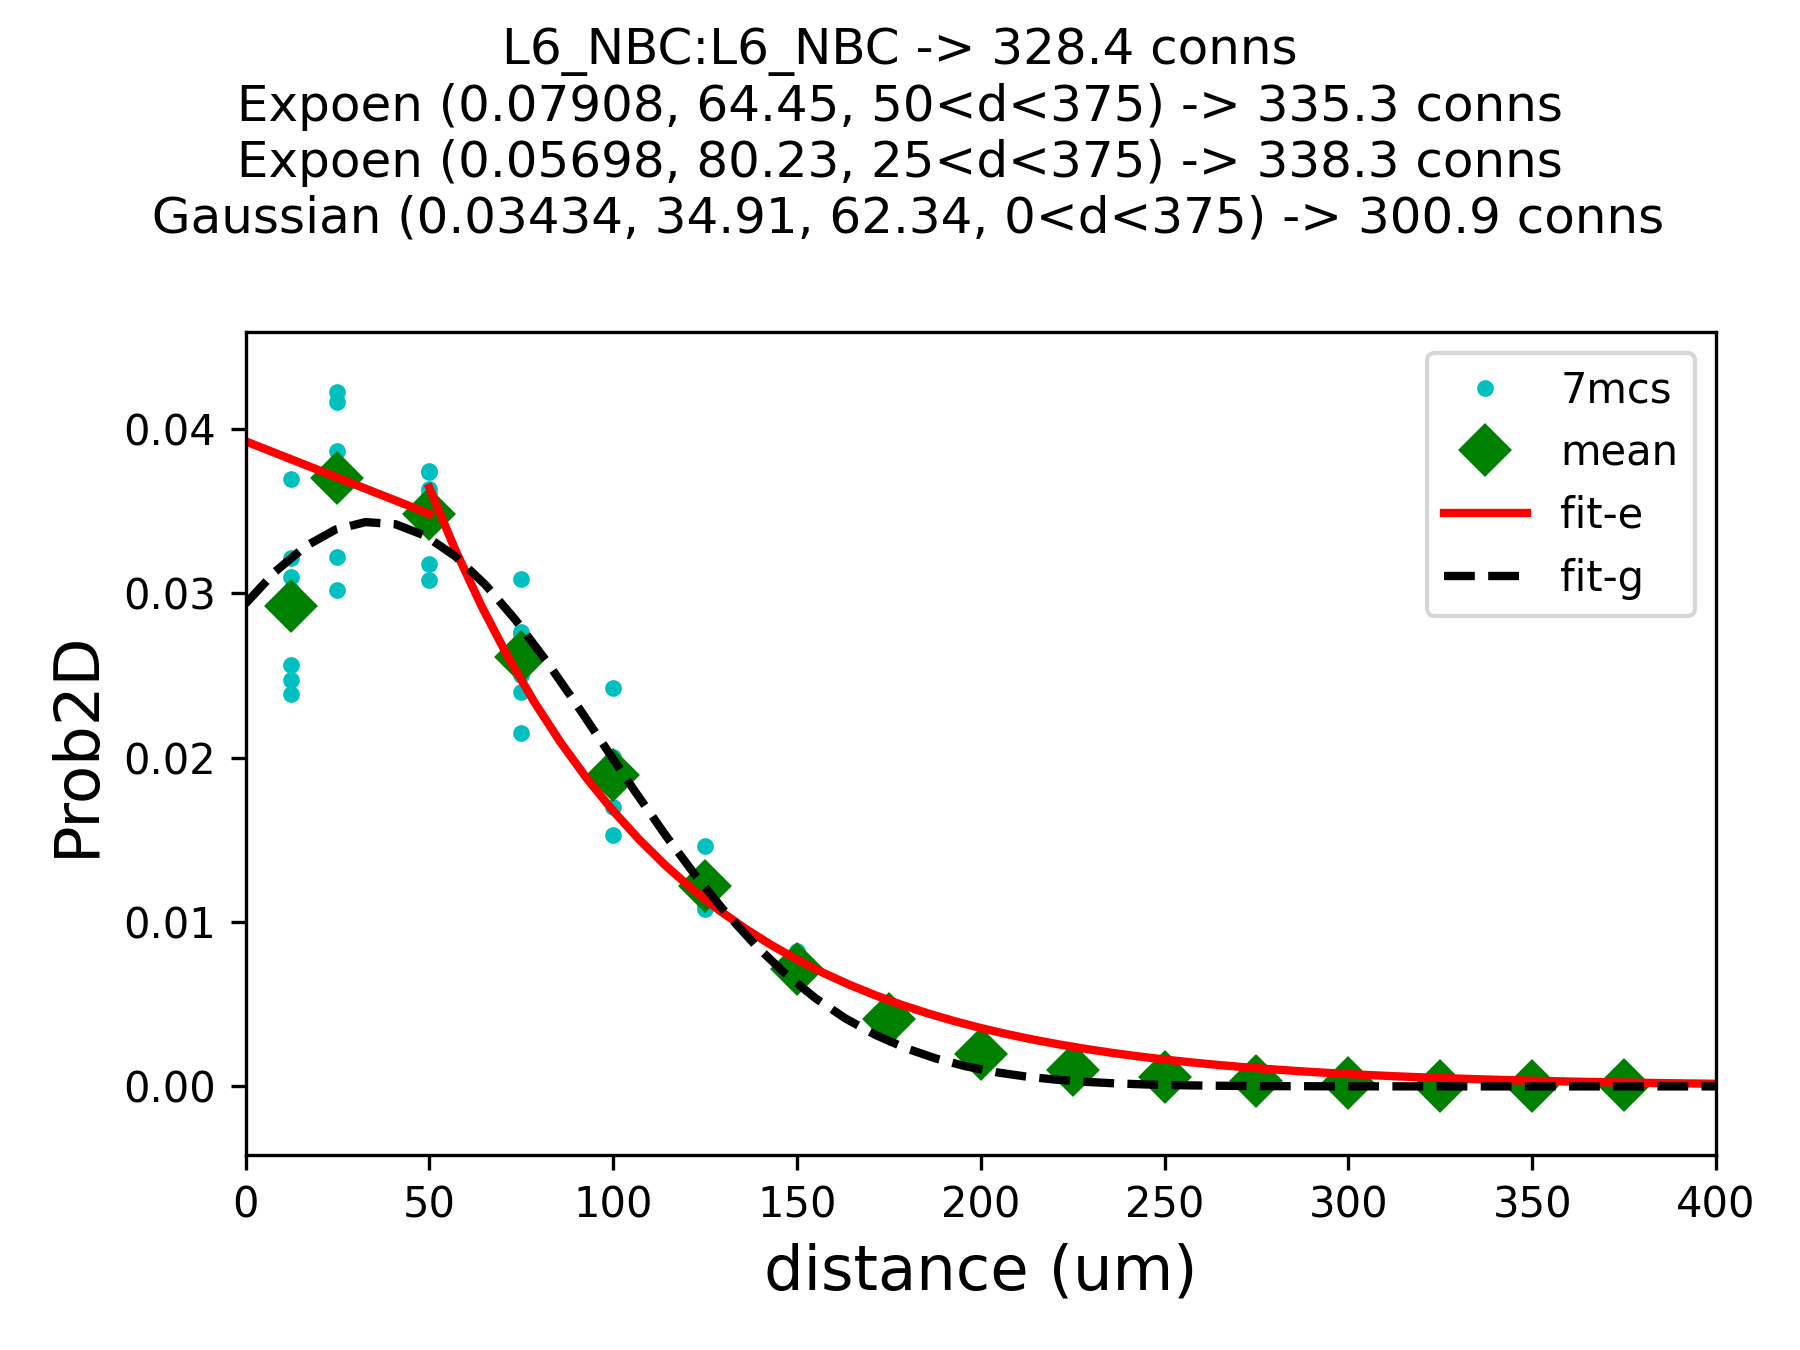 L6_NBC:L6_NBC -> 328.4 conns
Expoen (0.07908, 64.45, 50<d<375) -> 335.3 conns
Expoen (0.05698, 80.23, 25<d<375) -> 338.3 conns
Gaussian (0.03434, 34.91, 62.34, 0<d<375) -> 300.9 conns
7mcs
mean
fit-e
fit-g
Prob2D
0.04
0.03
0.02
0.01
0.00
0 50 100 150 200 250 300 350 400
distance (um)